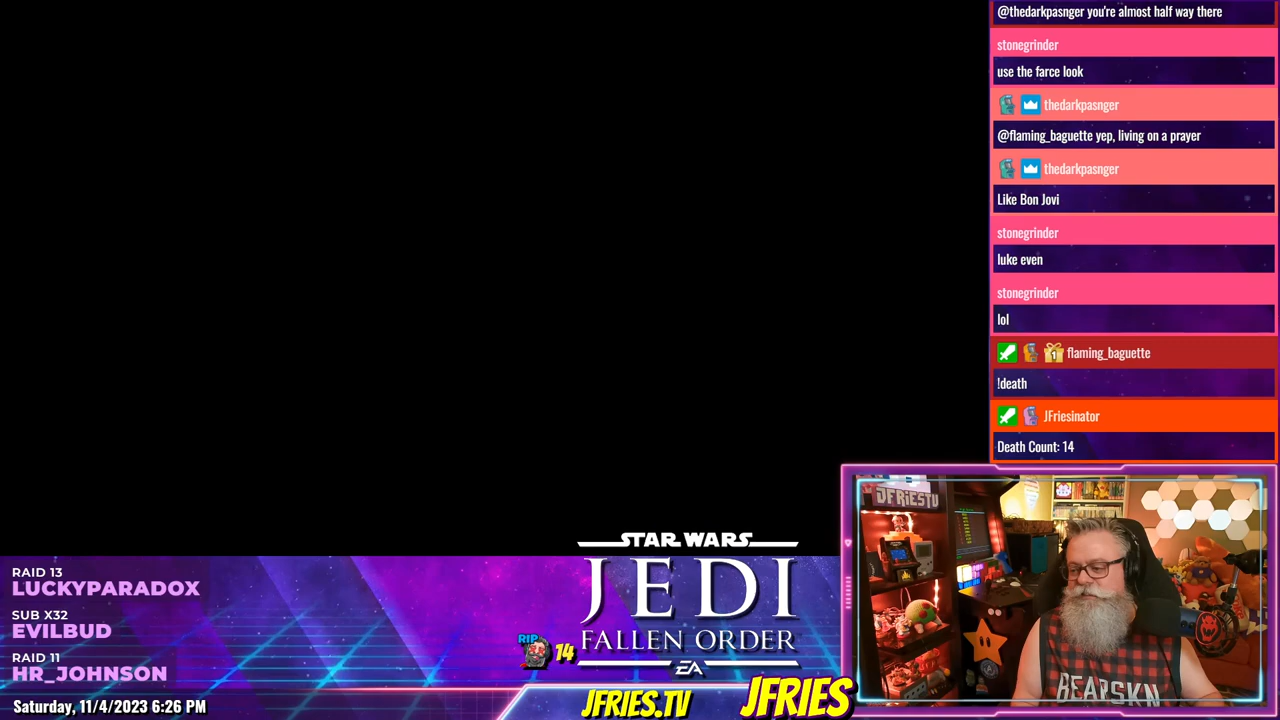 @thedarkpasnger you're almost half way there
stonegrinder
use the farce look
thedarkpasnger
@flaming_baguette yep, living on a prayer
thedarkpasnger
Like Bon Jovi
stonegrinder
luke even
stonegrinder
lol
1 flaming_baguette
!death
JFriesinator
Death Count: 14
JFRIESTV
BEARSKN
STAR WARS
JEDI
FALLEN ORDER
EA
RIP
14
RAID 13
LUCKYPARADOX
SUB X32
EVILBUD
RAID 11
HR_JOHNSON
Saturday, 11/4/2023 6:26 PM
JFRIES.TV
JFRIES